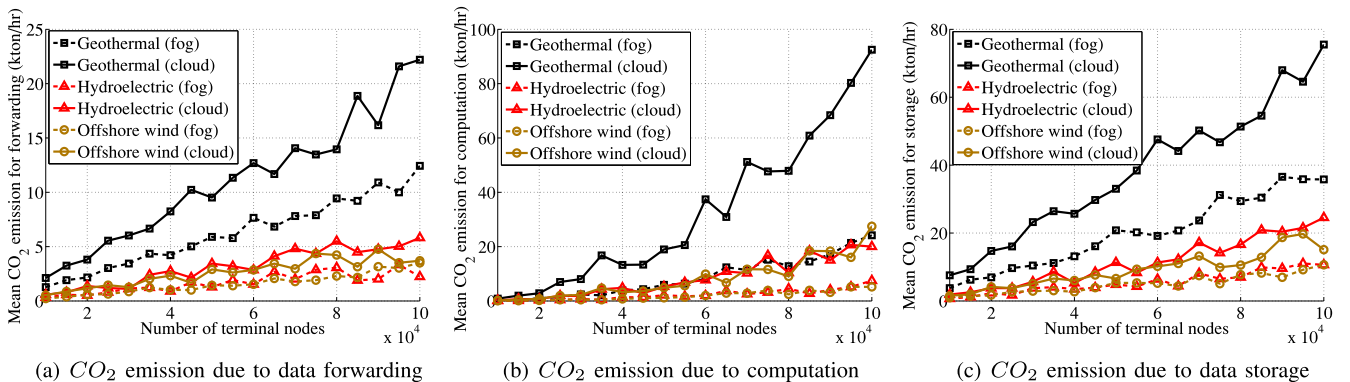 Mean CO2 emission for forwarding (kton/hr)
25
20
15
10
5
0
Geothermal (fog)
Geothermal (cloud)
Hydroelectric (fog)
Hydroelectric (cloud)
Offshore wind (fog)
Offshore wind (cloud)
2 4 6 8 10
Number of terminal nodes
x 10^4
(a) CO2 emission due to data forwarding
Mean CO2 emission for computation (kton/hr)
100
80
60
40
20
0
Geothermal (fog)
Geothermal (cloud)
Hydroelectric (fog)
Hydroelectric (cloud)
Offshore wind (fog)
Offshore wind (cloud)
2 4 6 8 10
Number of terminal nodes
x 10^4
(b) CO2 emission due to computation
Mean CO2 emission for storage (kton/hr)
80
60
40
20
0
Geothermal (fog)
Geothermal (cloud)
Hydroelectric (fog)
Hydroelectric (cloud)
Offshore wind (fog)
Offshore wind (cloud)
2 4 6 8 10
Number of terminal nodes
x 10^4
(c) CO2 emission due to data storage